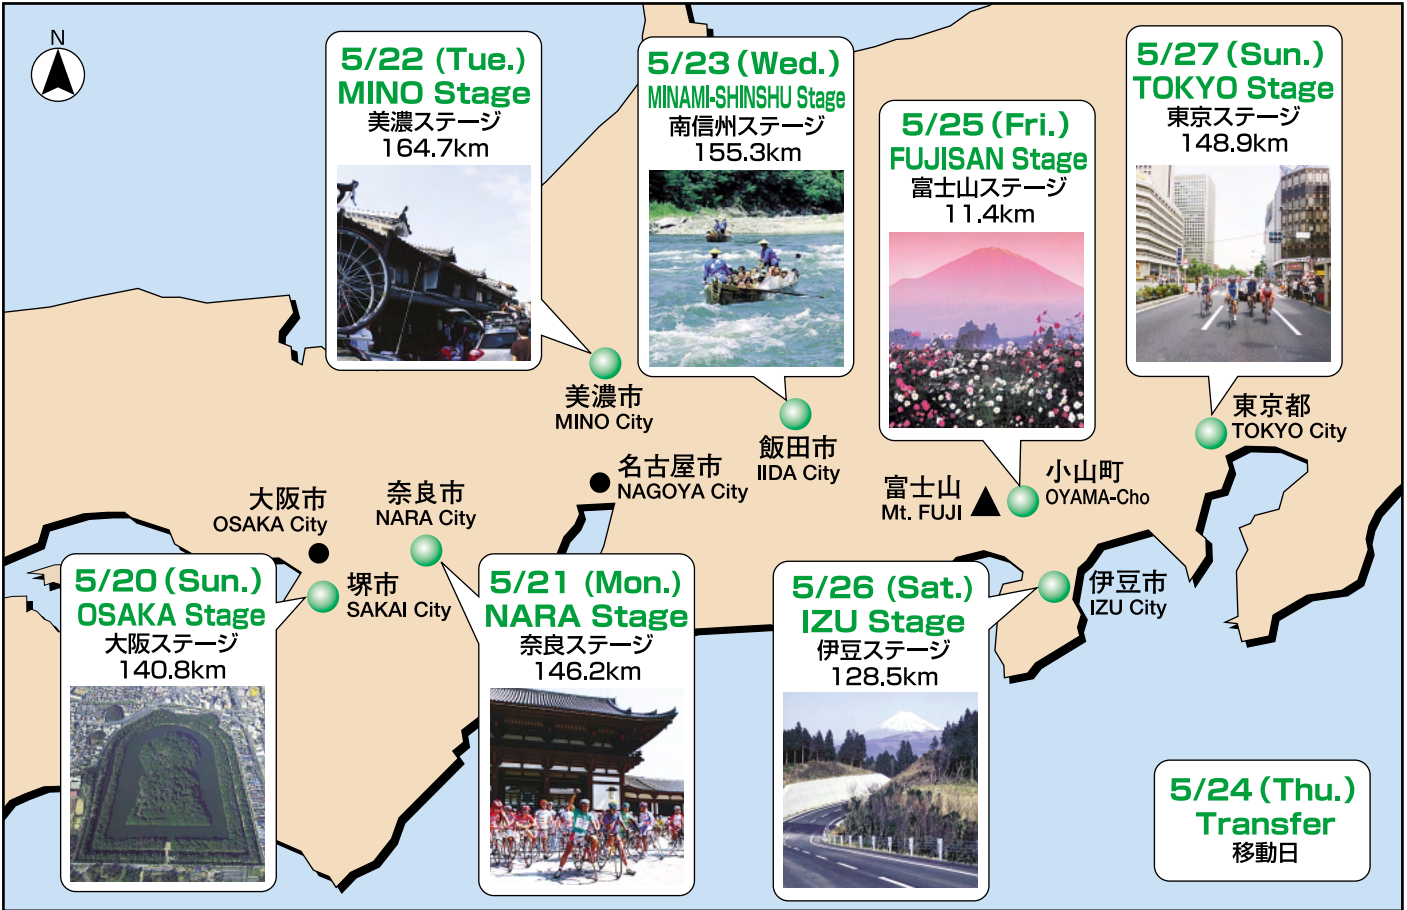 N
5/22 (Tue.)
MINO Stage
美濃ステージ
164.7km
5/23 (Wed.)
MINAMI-SHINSHU Stage
南信州ステージ
155.3km
5/25 (Fri.)
FUJISAN Stage
富士山ステージ
11.4km
5/27 (Sun.)
TOKYO Stage
東京ステージ
148.9km
美濃市
MINO City
飯田市
IIDA City
東京都
TOKYO City
名古屋市
NAGOYA City
富士山
Mt. FUJI
小山町
OYAMA-Cho
大阪市
OSAKA City
奈良市
NARA City
堺市
SAKAI City
伊豆市
IZU City
5/20 (Sun.)
OSAKA Stage
大阪ステージ
140.8km
5/21 (Mon.)
NARA Stage
奈良ステージ
146.2km
5/26 (Sat.)
IZU Stage
伊豆ステージ
128.5km
5/24 (Thu.)
Transfer
移動日